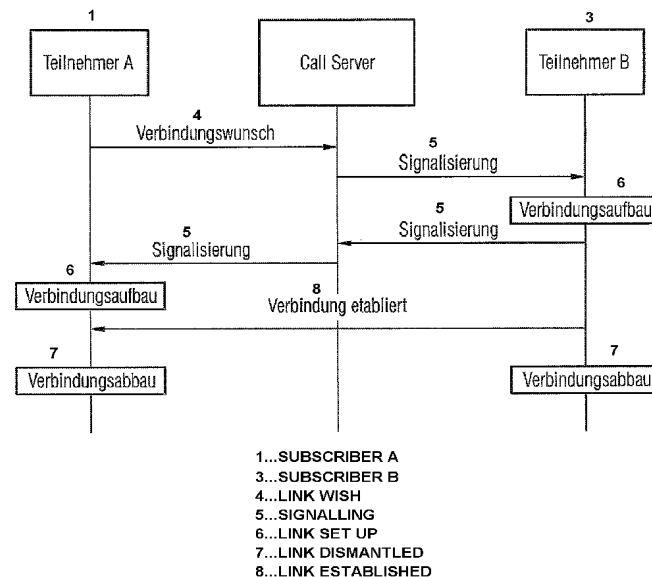 1
3
Teilnehmer A
Call Server
Teilnehmer B
4
Verbindungswunsch
5
Signalisierung
6
Verbindungsaufbau
5
Signalisierung
5
Signalisierung
6
Verbindungsaufbau
8
Verbindung etabliert
7
Verbindungsabbau
7
Verbindungsabbau
1...SUBSCRIBER A
3...SUBSCRIBER B
4...LINK WISH
5...SIGNALLING
6...LINK SET UP
7...LINK DISMANTLED
8...LINK ESTABLISHED